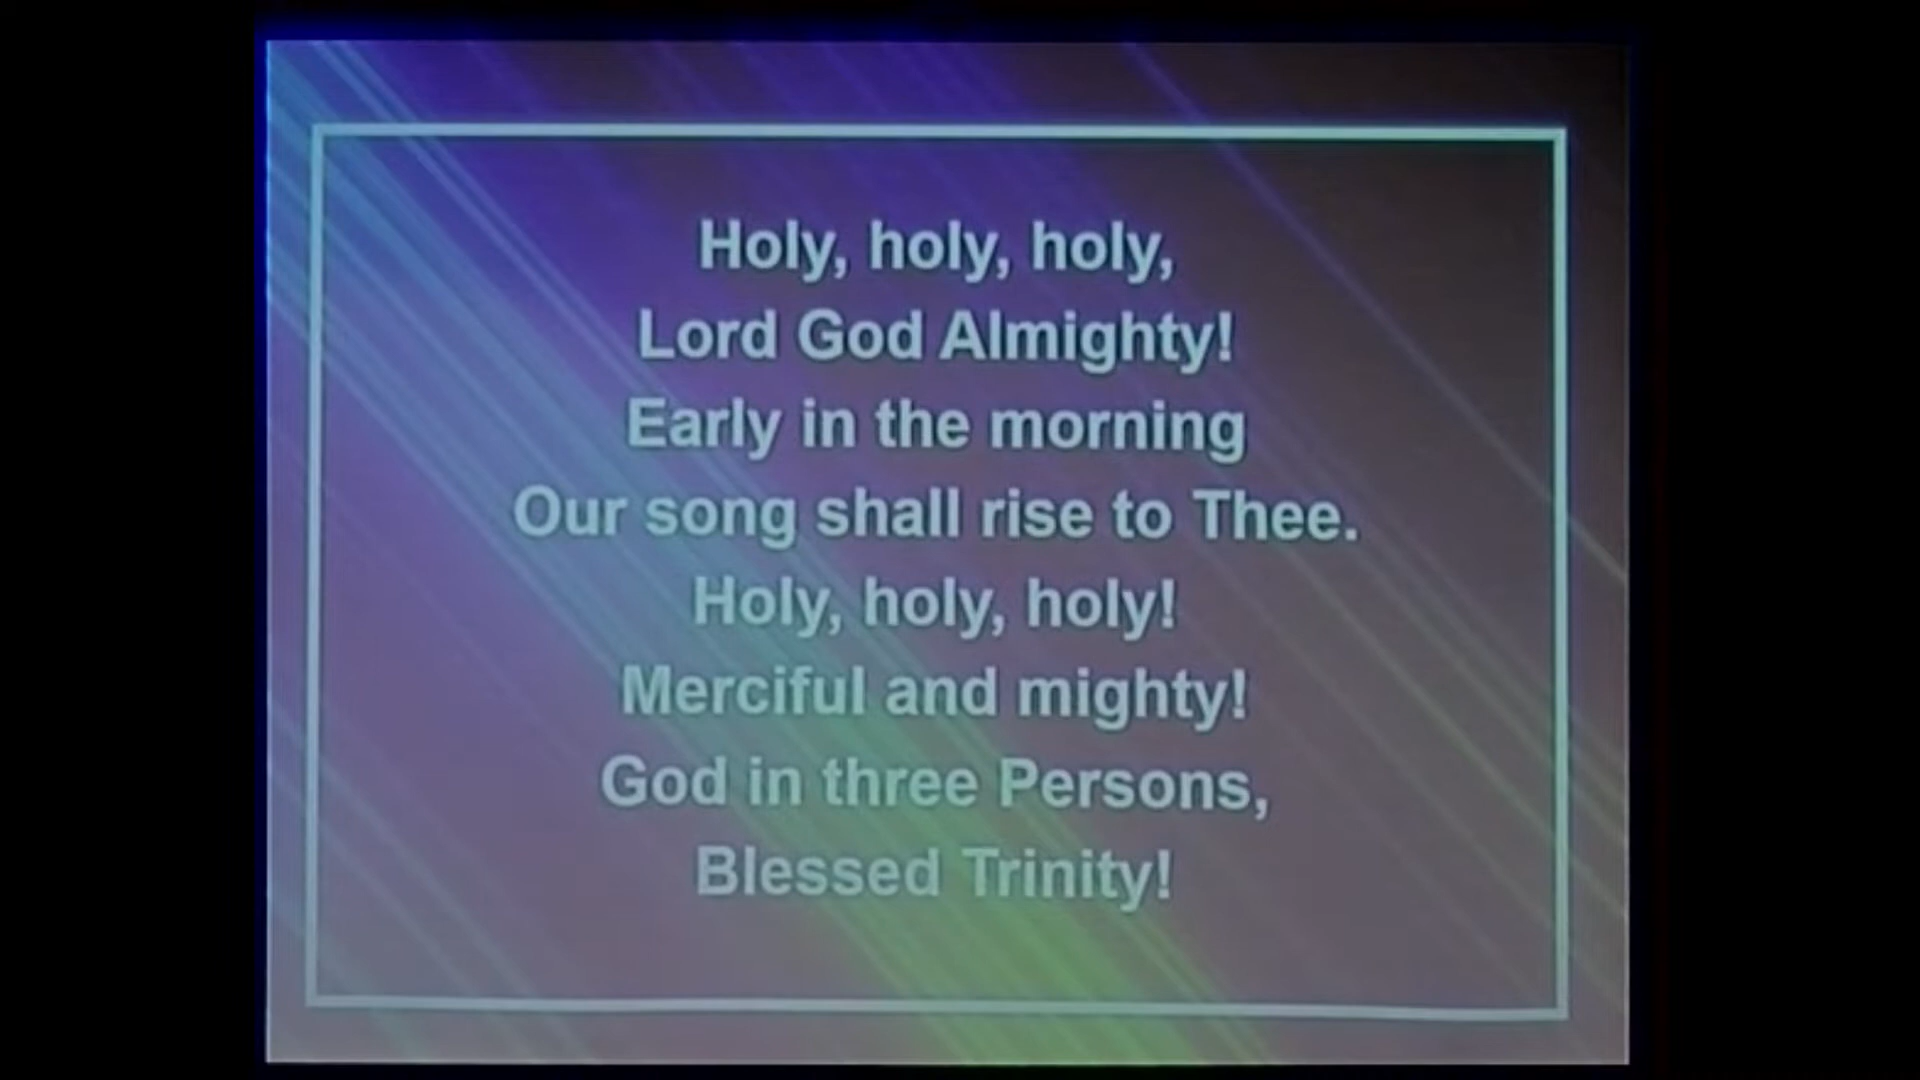 Holy, holy, holy,
Lord God Almighty!
Early in the morning
Our song shall rise to Thee.
Holy, holy, holy!
Merciful and mighty!
God in three Persons,
Blessed Trinity!